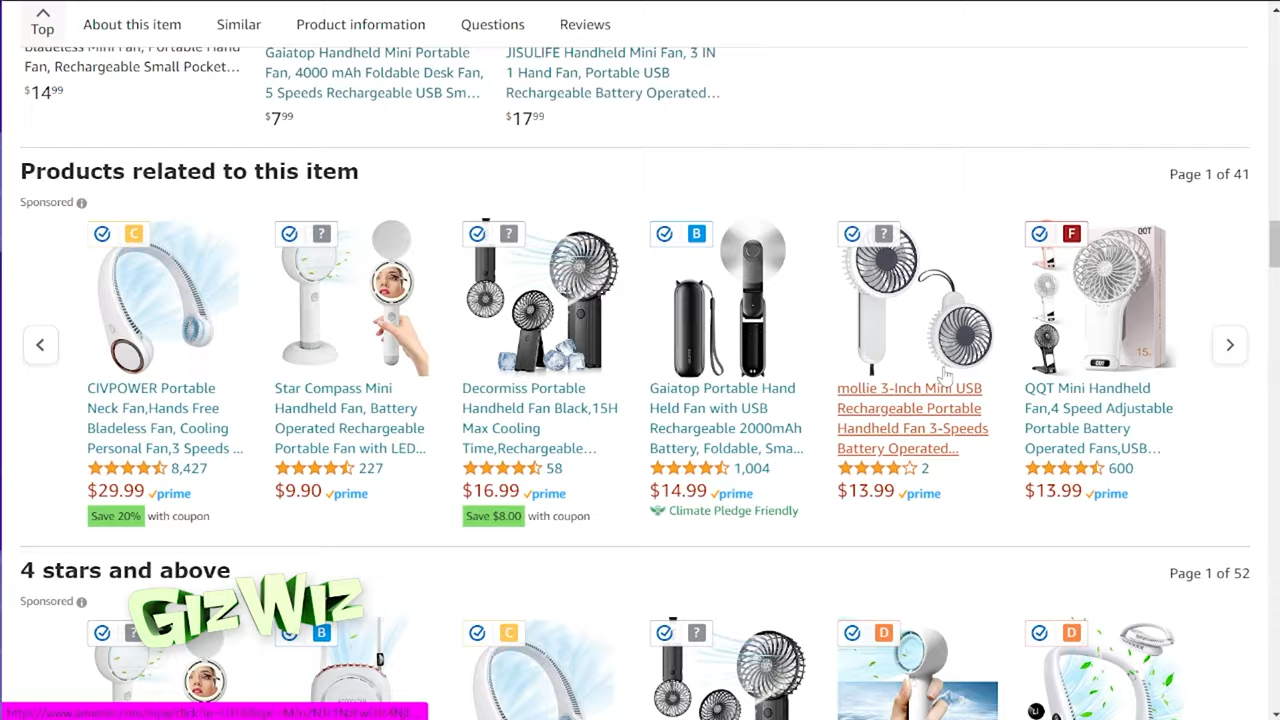 Top
About this item
Similar
Product information
Questions
Reviews
Bladeless Mini Fan, Portable Hand
Fan, Rechargeable Small Pocket...
$14.99
Gaiatop Handheld Mini Portable
Fan, 4000 mAh Foldable Desk Fan,
5 Speeds Rechargeable USB Sm...
$7.99
JISULIFE Handheld Mini Fan, 3 IN
1 Hand Fan, Portable USB
Rechargeable Battery Operated...
$17.99
Products related to this item
Page 1 of 41
Sponsored
C
CIVPOWER Portable
Neck Fan,Hands Free
Bladeless Fan, Cooling
Personal Fan,3 Speeds ...
8,427
$29.99 prime
Save 20% with coupon
?
Star Compass Mini
Handheld Fan, Battery
Operated Rechargeable
Portable Fan with LED...
227
$9.90 prime
?
Decormiss Portable
Handheld Fan Black,15H
Max Cooling
Time,Rechargeable...
58
$16.99 prime
Save $8.00 with coupon
B
Gaiatop Portable Hand
Held Fan with USB
Rechargeable 2000mAh
Battery, Foldable, Sma...
1,004
$14.99 prime
Climate Pledge Friendly
?
mollie 3-Inch Mini USB
Rechargeable Portable
Handheld Fan 3-Speeds
Battery Operated...
2
$13.99 prime
F
QQT
QQT Mini Handheld
Fan,4 Speed Adjustable
Portable Battery
Operated Fans,USB...
600
$13.99 prime
4 stars and above
Page 1 of 52
Sponsored
GizWiz
?
B
C
?
D
D